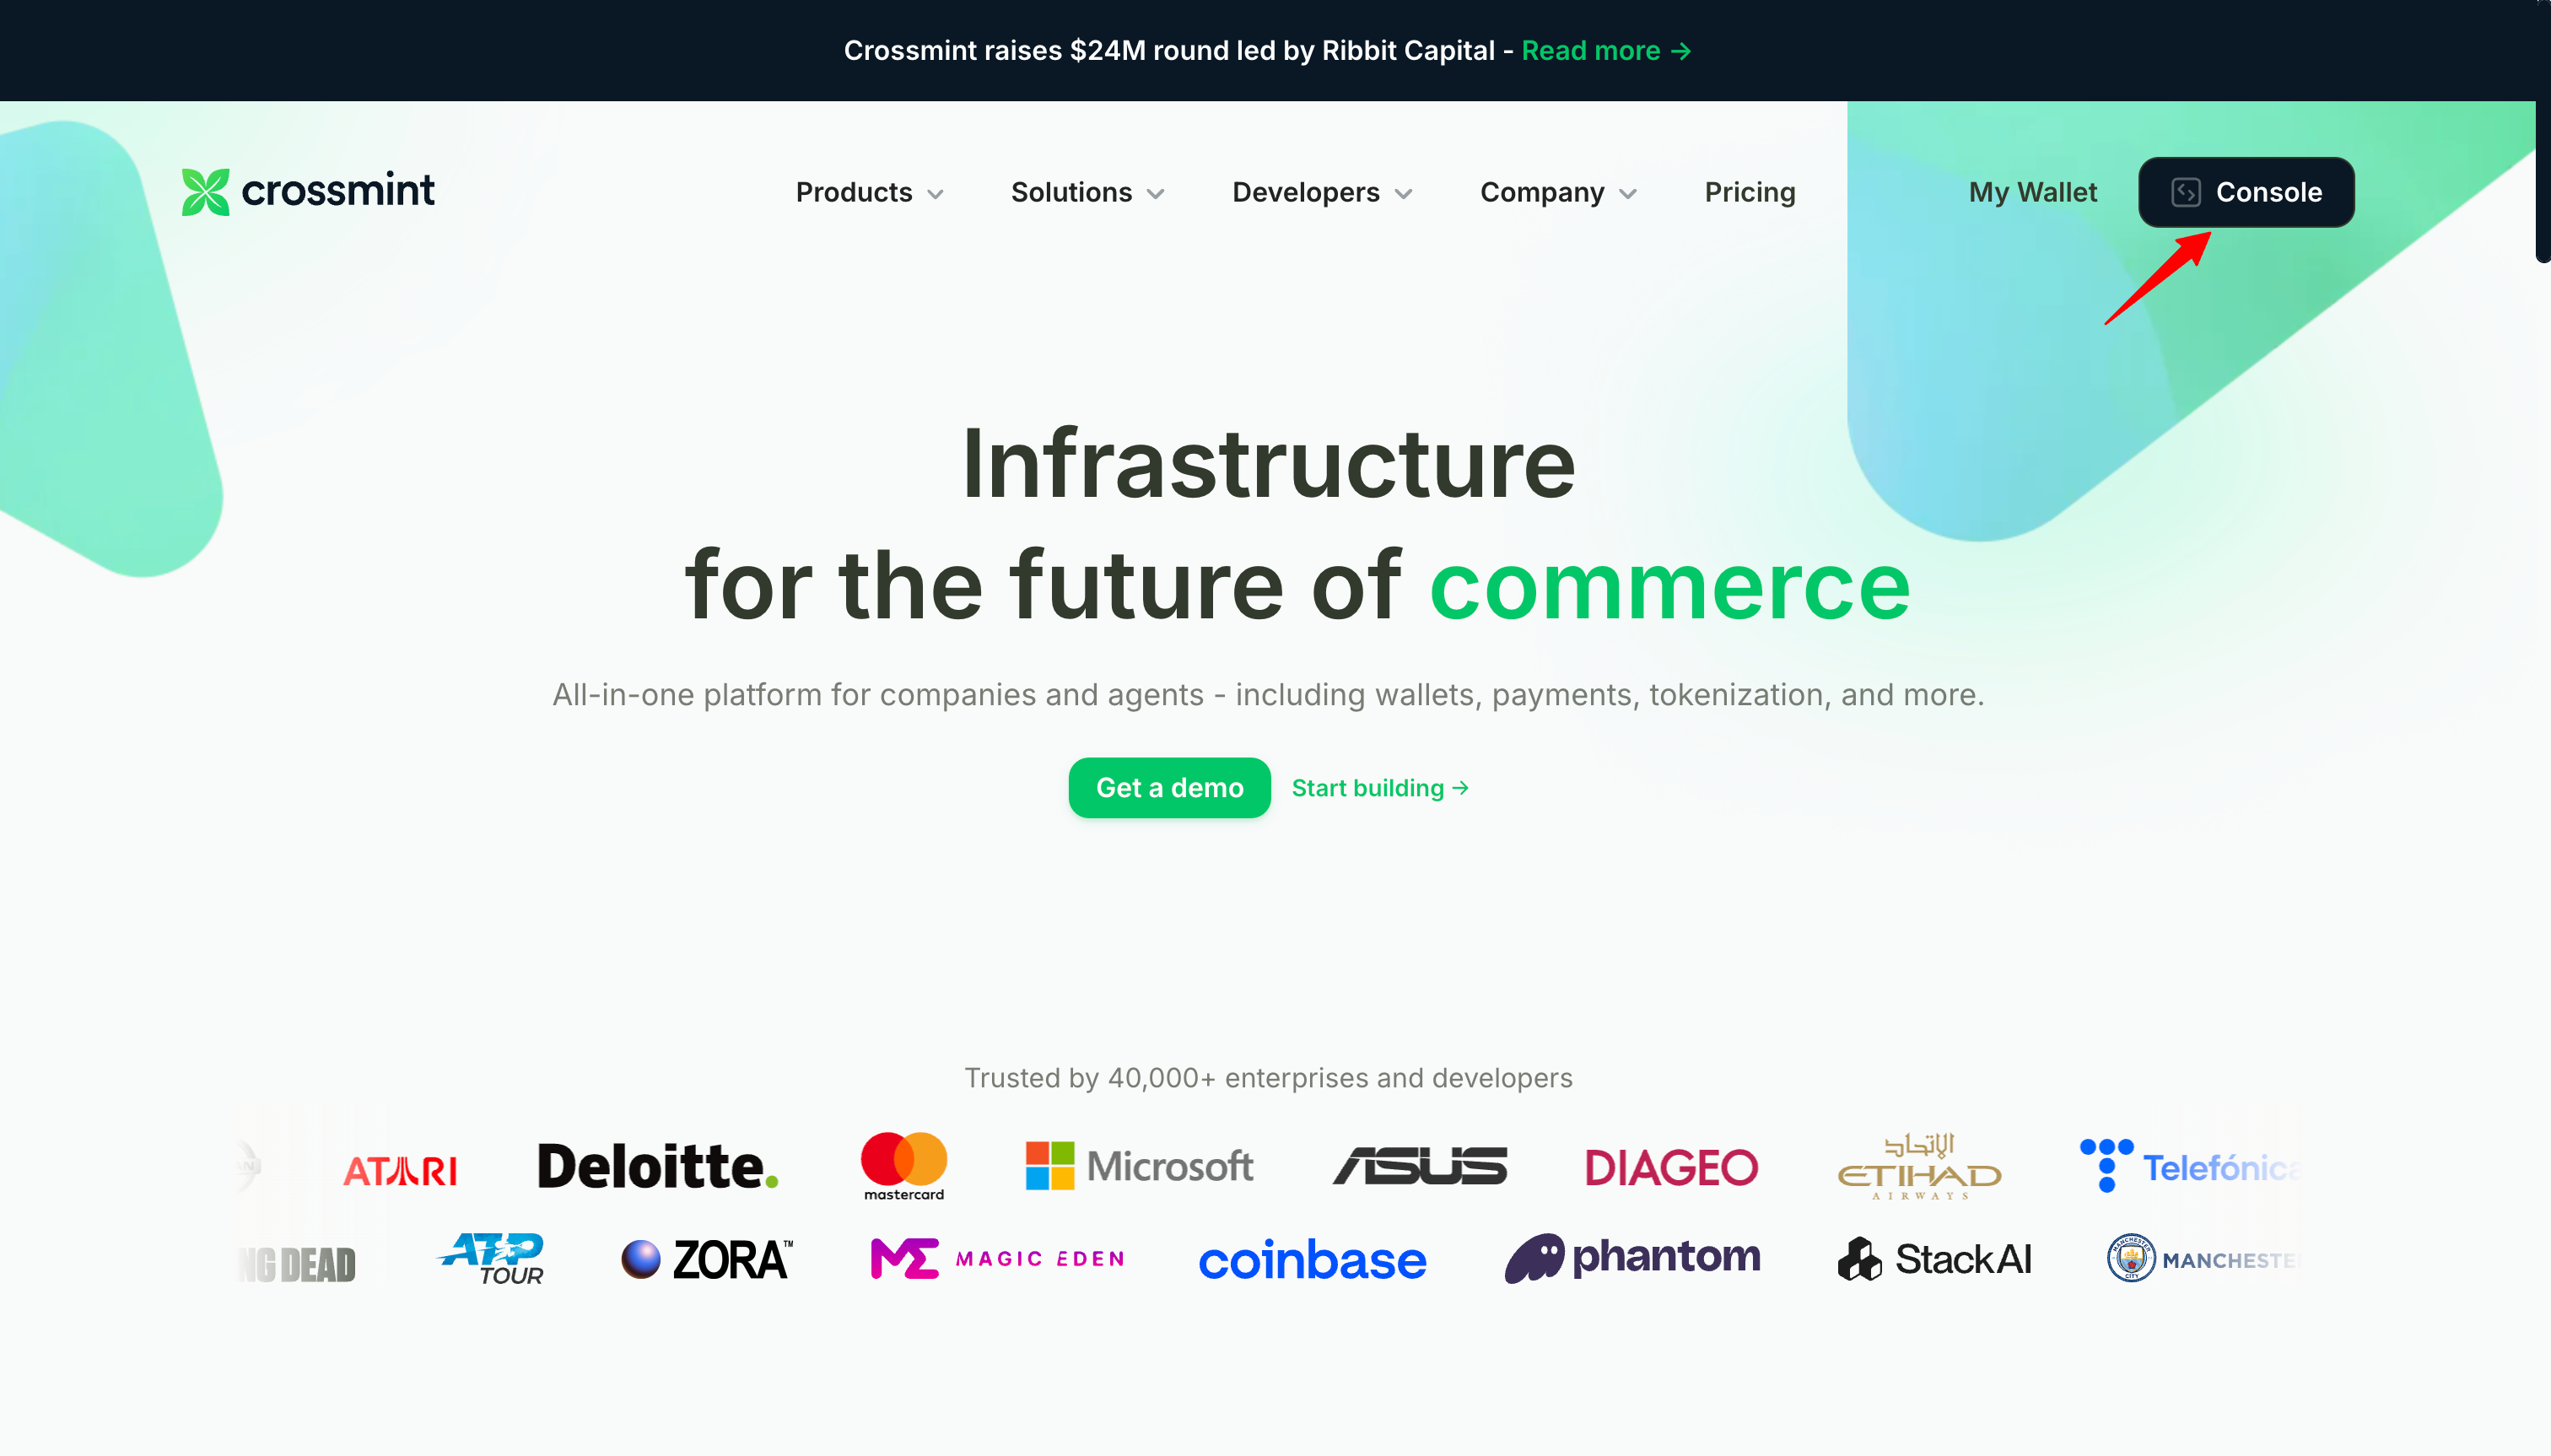 Crossmint raises $24M round led by Ribbit Capital - Read more →
crossmint
Products Solutions Developers Company Pricing My Wallet Console
Infrastructure
for the future of commerce
All-in-one platform for companies and agents - including wallets, payments, tokenization, and more.
Get a demo Start building →
Trusted by 40,000+ enterprises and developers
ATARI Deloitte. mastercard Microsoft ASUS DIAGEO الإتحاد ETIHAD AIRWAYS Telefónica
DEAD ATP TOUR ZORA™ MAGIC EDEN coinbase phantom StackAI MANCHESTER CITY MANCHESTE